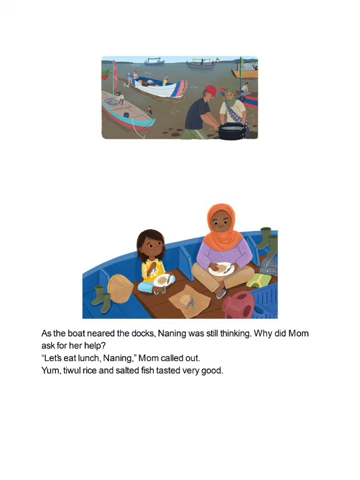 As the boat neared the docks, Naning was still thinking. Why did Mom
ask for her help?
“Let’s eat lunch, Naning,” Mom called out.
Yum, tiwul rice and salted fish tasted very good.